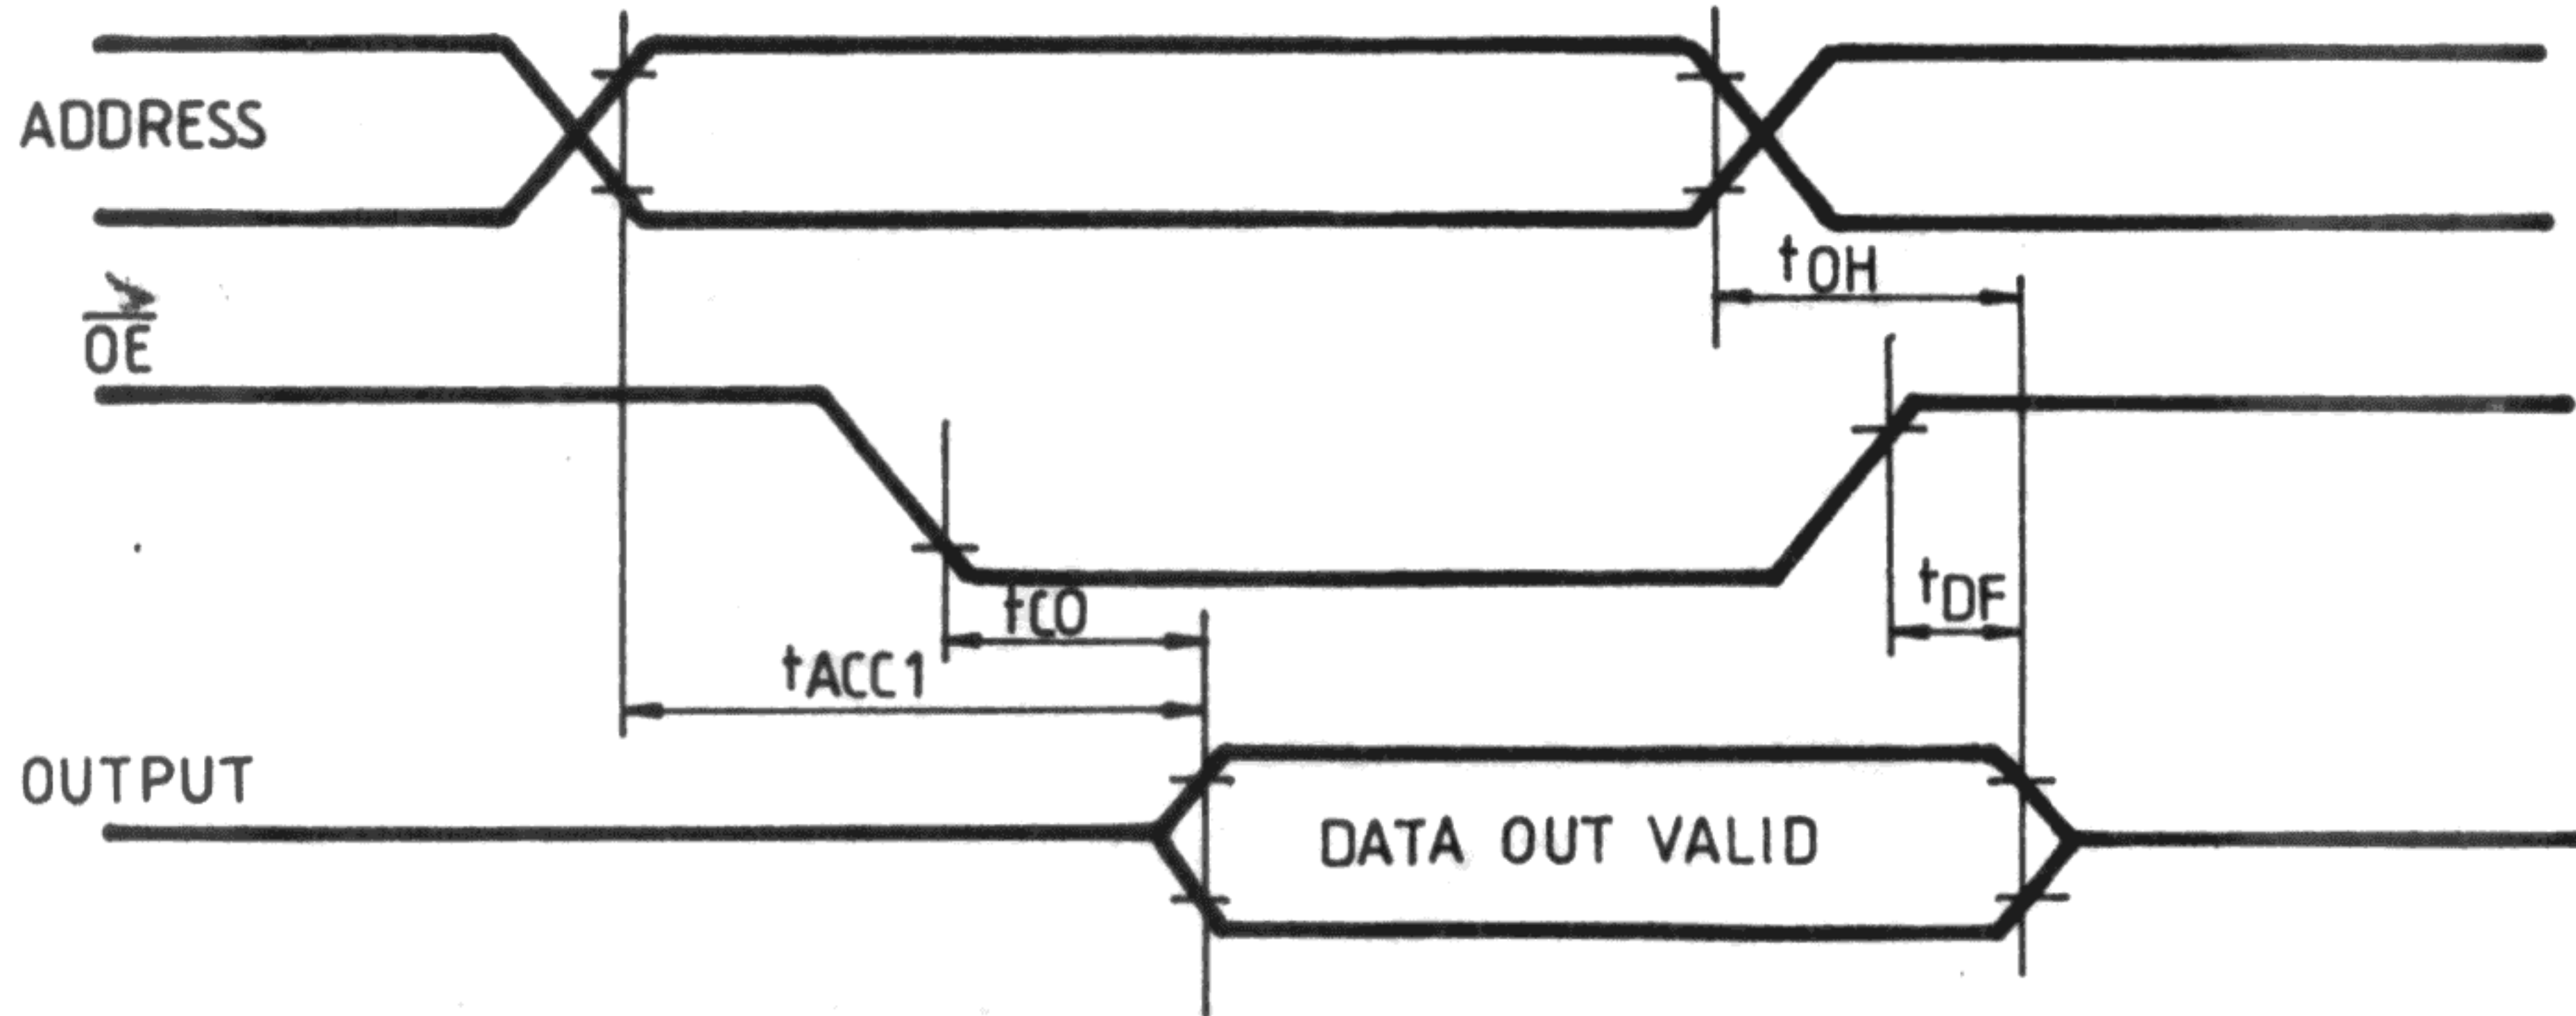 ADDRESS
tOH
OE
tDF
tCO
tACC1
OUTPUT
DATA OUT VALID